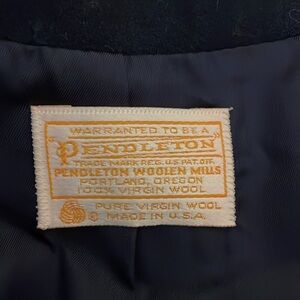 WARRANTED TO BE A
"PENDLETON"
TRADE MARK REG. U.S. PAT. OFF.
PENDLETON WOOLEN MILLS
PORTLAND, OREGON
100% VIRGIN WOOL
PURE VIRGIN WOOL
© MADE IN U.S.A.